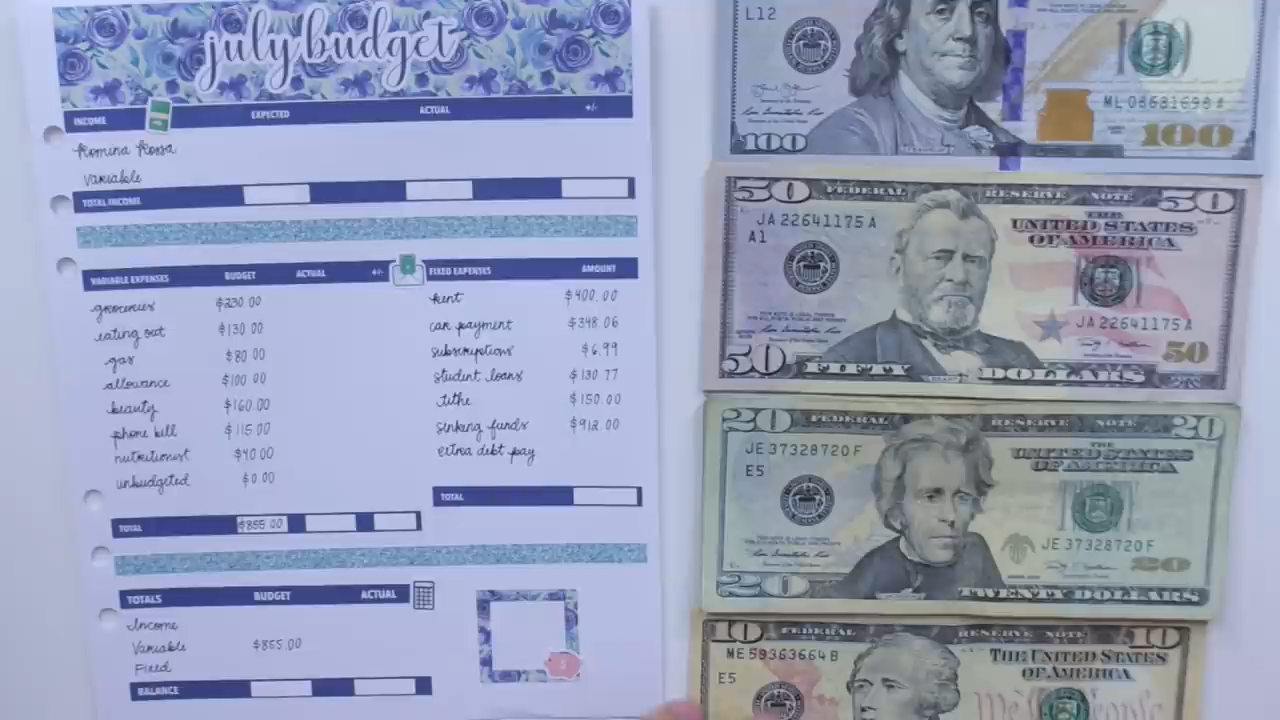 july budget
INCOME EXPECTED ACTUAL +/-
Romina Rossa
Variable
TOTAL INCOME
VARIABLE EXPENSES BUDGET ACTUAL +/-
groceries $230.00
eating out $130.00
gas $80.00
allowance $100.00
beauty $160.00
phone bill $115.00
nutritionist $40.00
unbudgeted $0.00
TOTAL $855.00
FIXED EXPENSES AMOUNT
Rent $400.00
car payment $348.06
subscriptions $6.99
student loans $130.77
tithe $150.00
sinking funds $912.00
extra debt pay
TOTAL
TOTALS BUDGET ACTUAL
Income
Variable $855.00
Fixed
BALANCE
L12
100
ML 08681698 A
100 100
50 FEDERAL RESERVE NOTE 50
JA 22641175 A
A1
THE
UNITED STATES
OF AMERICA
JA 22641175 A
50
50 FIFTY DOLLARS
20 FEDERAL RESERVE NOTE 20
JE 37328720 F
E5
THE
UNITED STATES
OF AMERICA
JE 37328720 F
20
20 TWENTY DOLLARS
10 FEDERAL RESERVE NOTE 10
ME 59363664 B
E5
THE UNITED STATES
OF AMERICA
We People